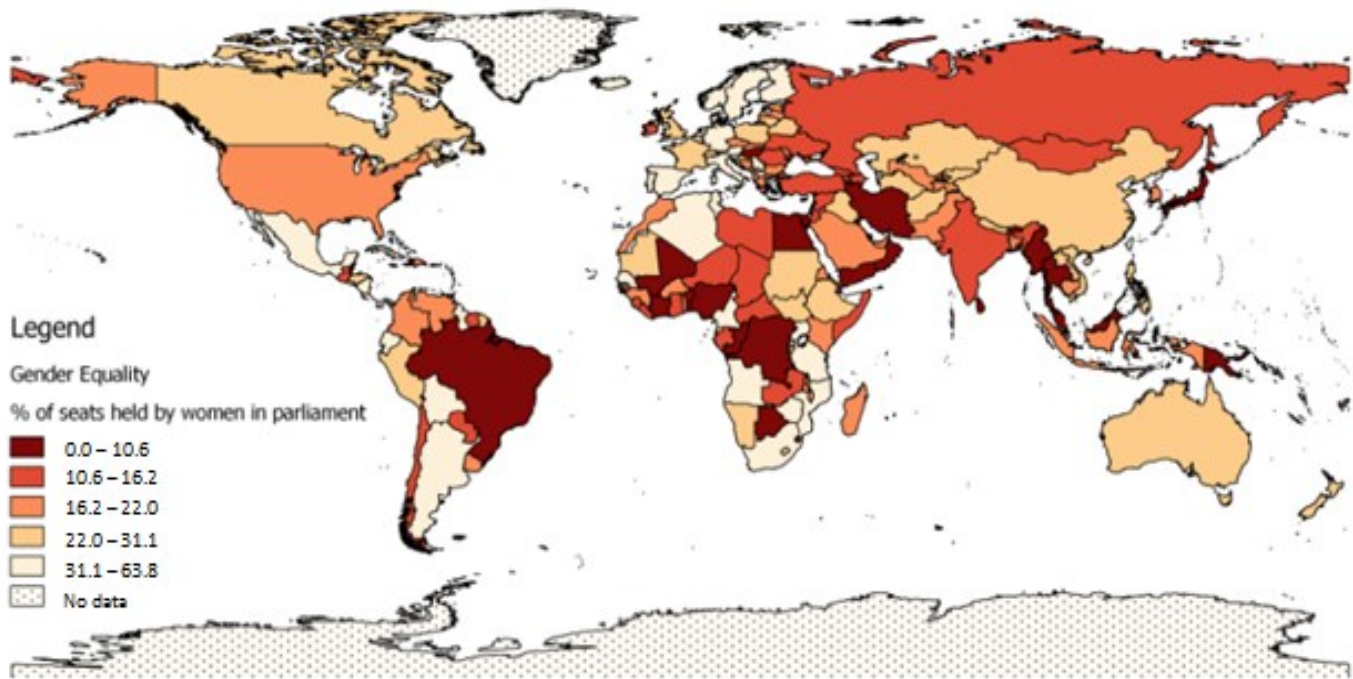 Legend
Gender Equality
% of seats held by women in parliament
0.0 – 10.6
10.6 – 16.2
16.2 – 22.0
22.0 – 31.1
31.1 – 63.8
No data